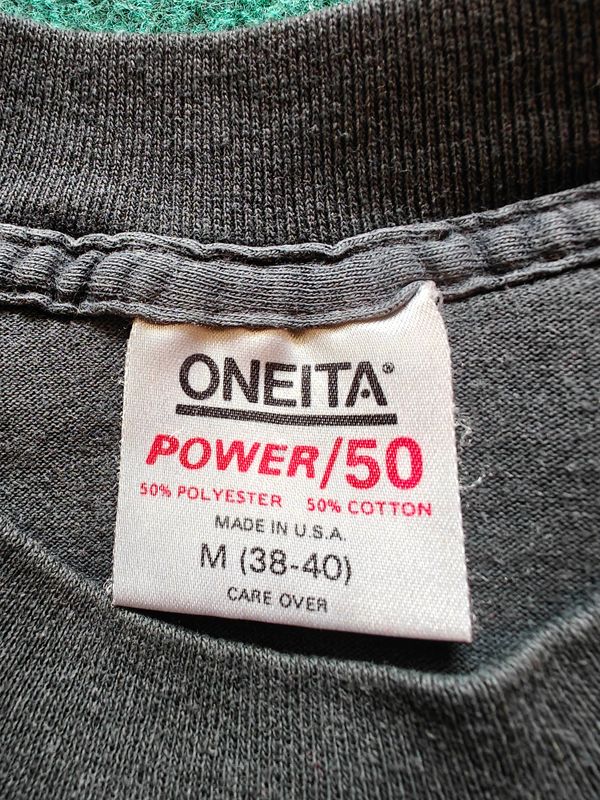 ONEITA®
POWER/50
50% POLYESTER 50% COTTON
MADE IN U.S.A.
M (38-40)
CARE OVER